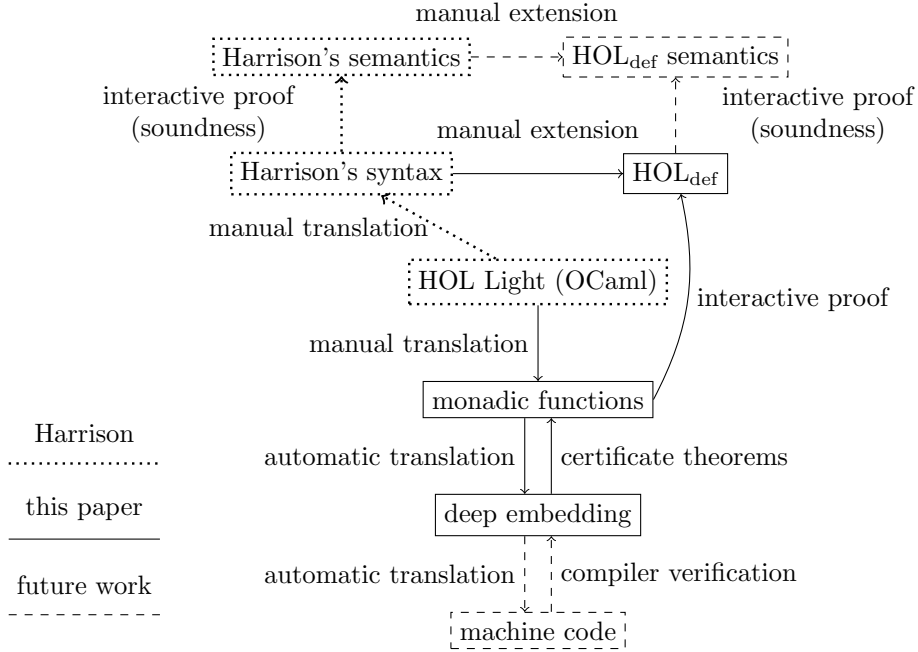 manual extension
Harrison's semantics
HOLdef semantics
interactive proof
(soundness)
interactive proof
(soundness)
manual extension
Harrison's syntax
HOLdef
manual translation
HOL Light (OCaml)
interactive proof
manual translation
monadic functions
Harrison
automatic translation
certificate theorems
this paper
deep embedding
future work
automatic translation
compiler verification
machine code